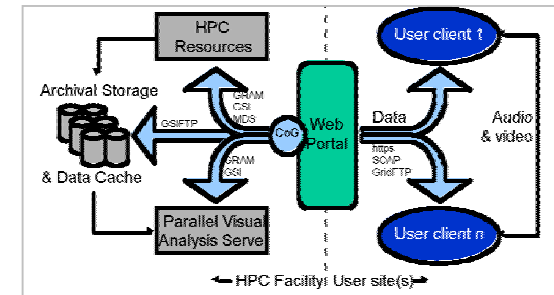 HPC
Resources
User client 1
Archival Storage
GRAM
GSI
MDS
GSIFTP
CoG
Web
Portal
Data
https
SOAP
GridFTP
Audio
& video
& Data Cache
GRAM
GSI
Parallel Visual
Analysis Serve
User client n
HPC Facility
User site(s)